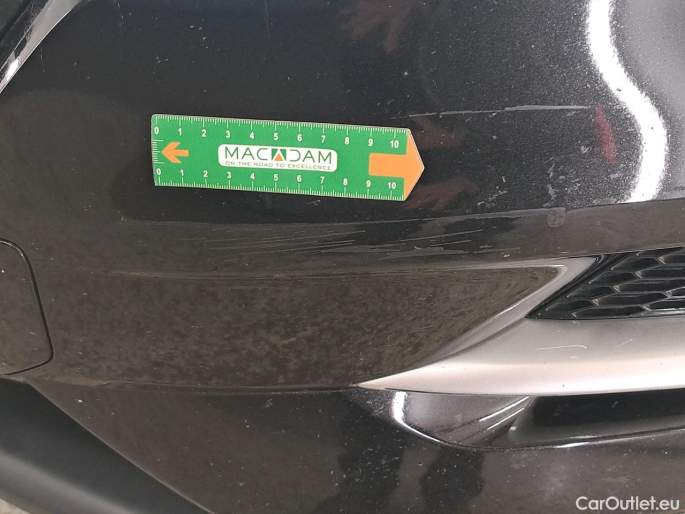 0 1 2 3 4 5 6 7 8 9 10
MACADAM
ON THE ROAD TO EXCELLENCE
0 1 2 3 4 5 6 7 8 9 10
CarOutlet.eu